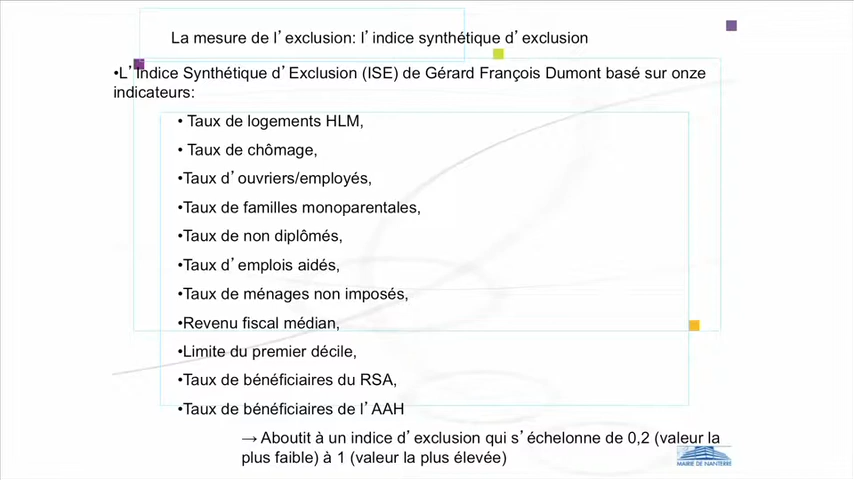 La mesure de l’exclusion: l’indice synthétique d’exclusion
•L’Indice Synthétique d’Exclusion (ISE) de Gérard François Dumont basé sur onze
indicateurs:
• Taux de logements HLM,
• Taux de chômage,
•Taux d’ouvriers/employés,
•Taux de familles monoparentales,
•Taux de non diplômés,
•Taux d’emplois aidés,
•Taux de ménages non imposés,
•Revenu fiscal médian,
•Limite du premier décile,
•Taux de bénéficiaires du RSA,
•Taux de bénéficiaires de l’AAH
→ Aboutit à un indice d’exclusion qui s’échelonne de 0,2 (valeur la
plus faible) à 1 (valeur la plus élevée)
MAIRIE DE NANTERRE